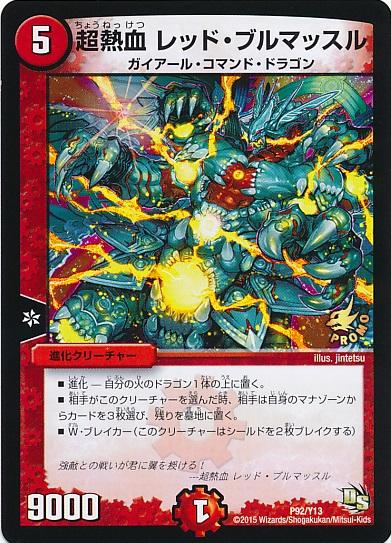 5
ちょうねっけつ
超熱血 レッド・ブルマッスル
ガイアール・コマンド・ドラゴン
PROMO
illus. jintetsu
進化クリーチャー
■ 進化 ― 自分の火のドラゴン1体の上に置く。
■ 相手がこのクリーチャーを選んだ時、相手は自身のマナゾーン
からカードを3枚選び、残りを墓地に置く。
■ W・ブレイカー(このクリーチャーはシールドを2枚ブレイクする)
強敵との戦いが君に翼を授ける!
---超熱血 レッド・ブルマッスル
9000
1
P92/Y13
DS
©2015 Wizards/Shogakukan/Mitsui-Kids